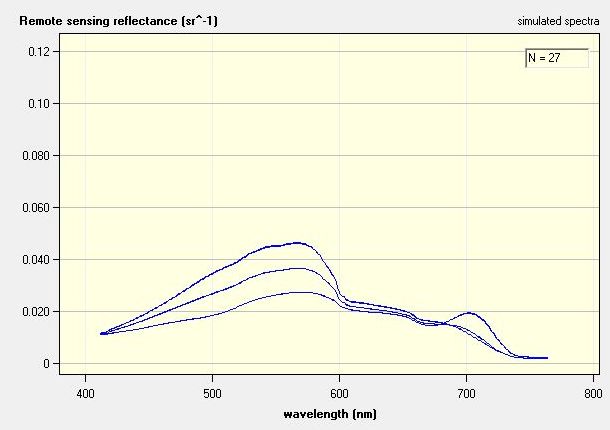 Remote sensing reflectance (sr^-1)
simulated spectra
N = 27
0.12
0.10
0.080
0.060
0.040
0.020
0
400 500 600 700 800
wavelength (nm)